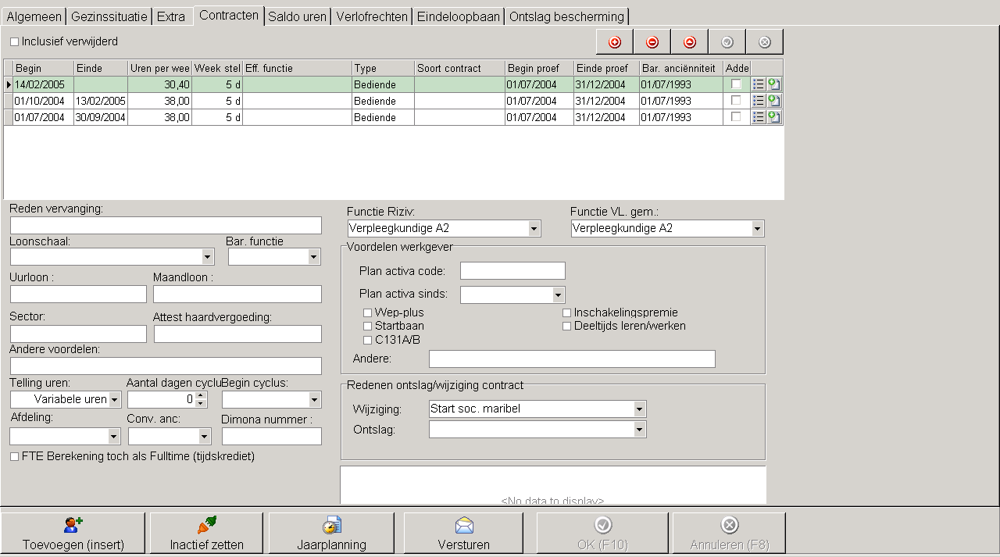 Algemeen Gezinssituatie Extra Contracten Saldo uren Verlofrechten Eindeloopbaan Ontslag bescherming
Inclusief verwijderd
Begin Einde Uren per wee Week stel Eff. functie Type Soort contract Begin proef Einde proef Bar. anciënniteit Adde
14/02/2005 30,40 5 d Bediende 01/07/2004 31/12/2004 01/07/1993
01/10/2004 13/02/2005 38,00 5 d Bediende 01/07/2004 31/12/2004 01/07/1993
01/07/2004 30/09/2004 38,00 5 d Bediende 01/07/2004 31/12/2004 01/07/1993
Reden vervanging:
Loonschaal: Bar. functie
Uurloon : Maandloon :
Sector: Attest haardvergoeding:
Andere voordelen:
Telling uren: Aantal dagen cyclu Begin cyclus:
Variabele uren 0
Afdeling: Conv. anc: Dimona nummer :
FTE Berekening toch als Fulltime (tijdskrediet)
Functie Riziv: Functie VL. gem.:
Verpleegkundige A2 Verpleegkundige A2
Voordelen werkgever
Plan activa code:
Plan activa sinds:
Wep-plus Inschakelingspremie
Startbaan Deeltijds leren/werken
C131A/B
Andere:
Redenen ontslag/wijziging contract
Wijziging: Start soc. maribel
Ontslag:
<No data to display>
Toevoegen (insert) Inactief zetten Jaarplanning Versturen OK (F10) Annuleren (F8)